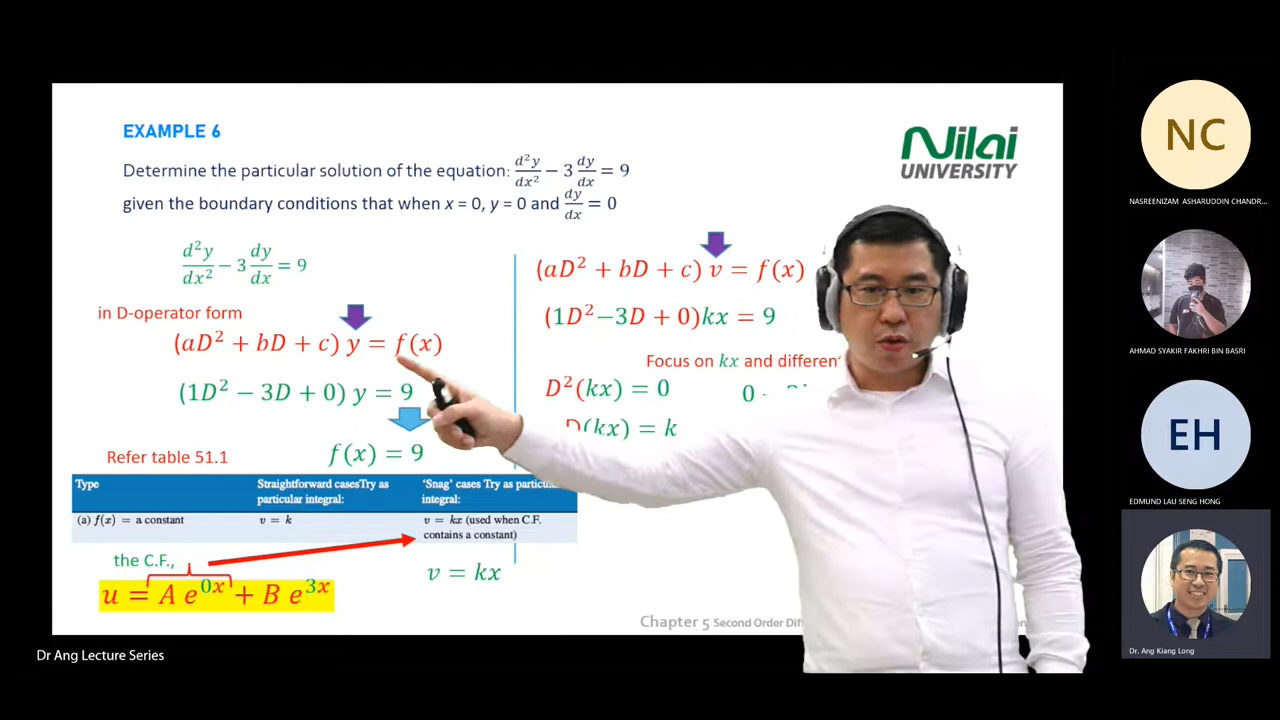 EXAMPLE 6
Nilai
UNIVERSITY
Determine the particular solution of the equation: d²y/dx² − 3 dy/dx = 9
given the boundary conditions that when x = 0, y = 0 and dy/dx = 0
d²y/dx² − 3 dy/dx = 9
in D-operator form
(aD² + bD + c) y = f(x)
(1D² − 3D + 0) y = 9
f(x) = 9
Refer table 51.1
Type
Straightforward casesTry as particular integral:
'Snag' cases Try as
integral:
(a) f(x) = a constant
v = k
v = kx (used when C.F.
contains a constant)
the C.F.,
u = A e^0x + B e^3x
v = kx
(aD² + bD + c) v = f(x)
(1D²−3D + 0)kx = 9
Focus on kx and
D²(kx) = 0
0 -
D(kx) = k
Chapter 5 Second Order
Dr Ang Lecture Series
NC
NASREENIZAM ASHARUDDIN CHANDR...
AHMAD SYAKIR FAKHRI BIN BASRI
EH
EDMUND LAU SENG HONG
Dr. Ang Kiang Long